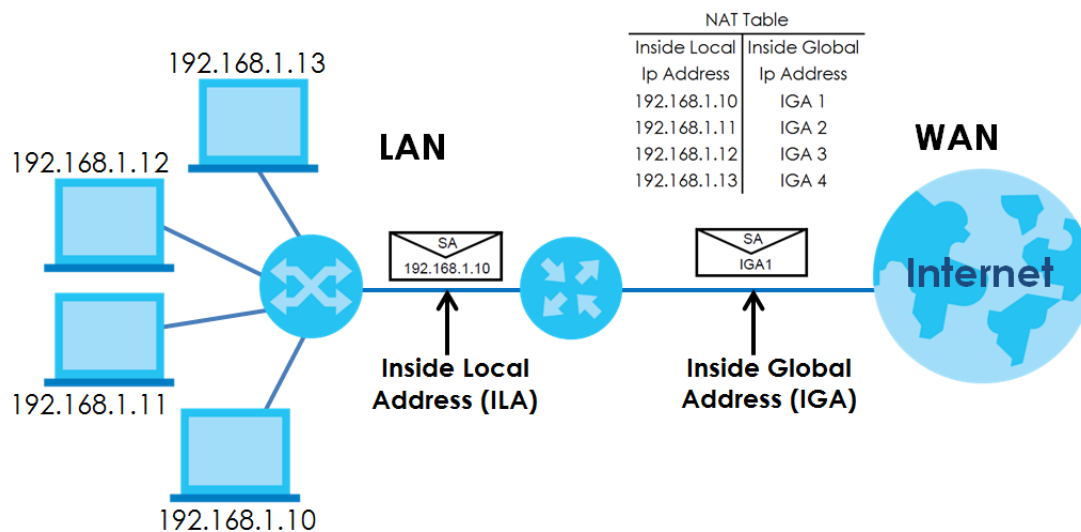 NAT Table
Inside Local Inside Global
Ip Address Ip Address
192.168.1.10 IGA 1
192.168.1.11 IGA 2
192.168.1.12 IGA 3
192.168.1.13 IGA 4
192.168.1.13
LAN
WAN
192.168.1.12
SA
192.168.1.10
SA
IGA1
Internet
Inside Local
Address (ILA)
Inside Global
Address (IGA)
192.168.1.11
192.168.1.10